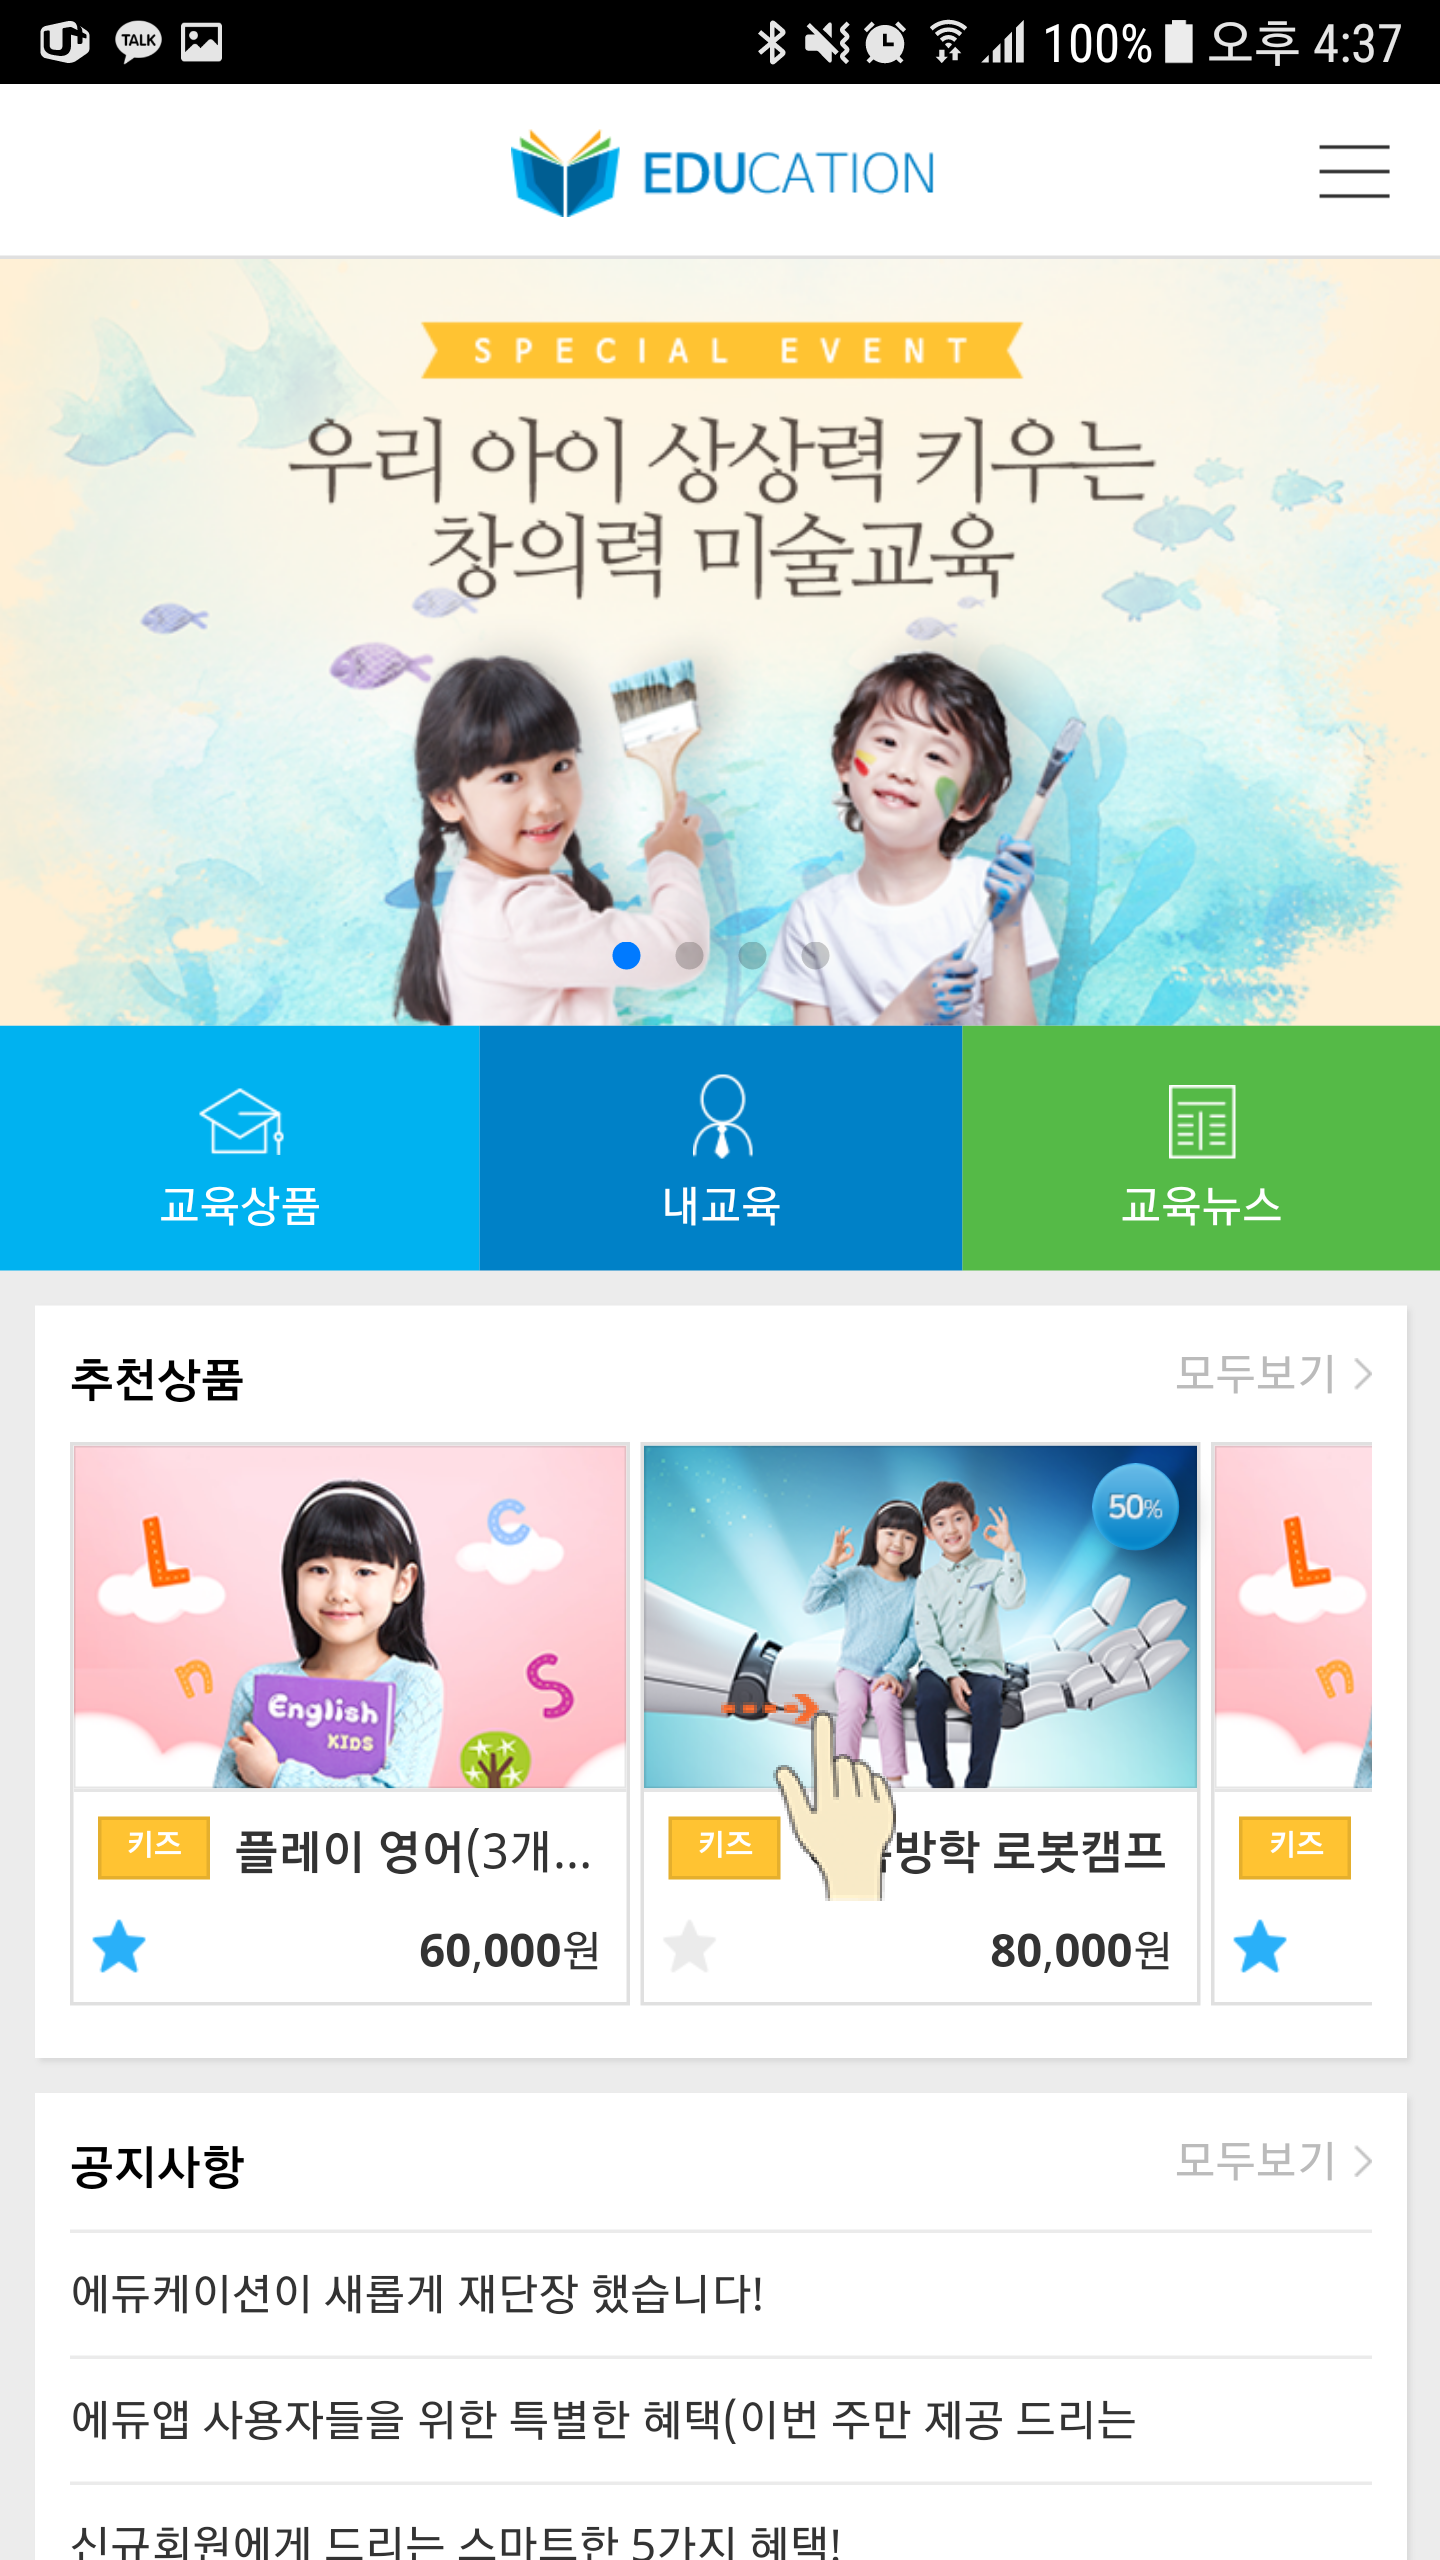 U+
TALK
100% 오후 4:37
EDUCATION
SPECIAL EVENT
우리 아이 상상력 키우는
창의력 미술교육
교육상품
내교육
교육뉴스
추천상품
모두보기
L
C
n
S
English
KIDS
키즈
플레이 영어(3개...
60,000원
50%
키즈
방학 로봇캠프
80,000원
L
n
키즈
공지사항
모두보기
에듀케이션이 새롭게 재단장 했습니다!
에듀앱 사용자들을 위한 특별한 혜택(이번 주만 제공 드리는
신규회원에게 드리는 스마트한 5가지 혜택!